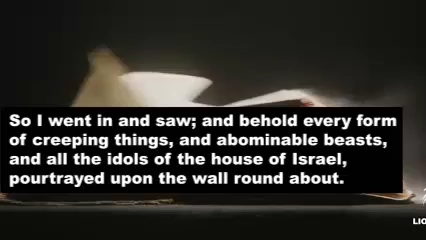 So I went in and saw; and behold every form
of creeping things, and abominable beasts,
and all the idols of the house of Israel,
pourtrayed upon the wall round about.
LIO